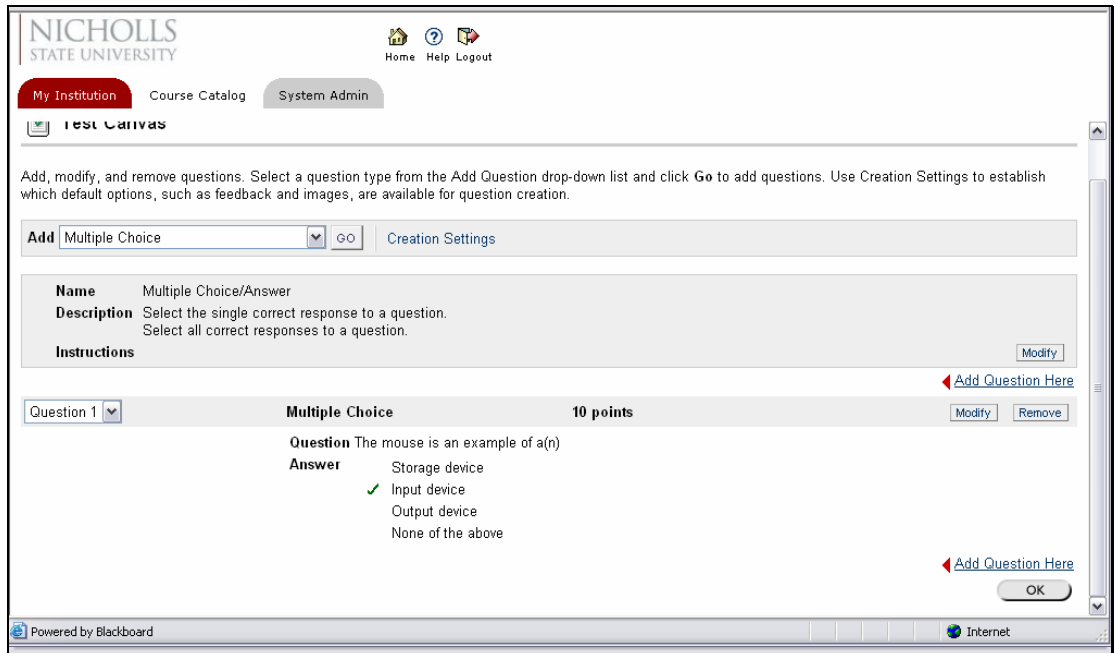 NICHOLLS
STATE UNIVERSITY
Home Help Logout
My Institution Course Catalog System Admin
Test Canvas
Add, modify, and remove questions. Select a question type from the Add Question drop-down list and click Go to add questions. Use Creation Settings to establish
which default options, such as feedback and images, are available for question creation.
Add Multiple Choice GO Creation Settings
Name Multiple Choice/Answer
Description Select the single correct response to a question.
Select all correct responses to a question.
Instructions Modify
Add Question Here
Question 1 Multiple Choice 10 points Modify Remove
Question The mouse is an example of a(n)
Answer Storage device
Input device
Output device
None of the above
Add Question Here
OK
Powered by Blackboard Internet